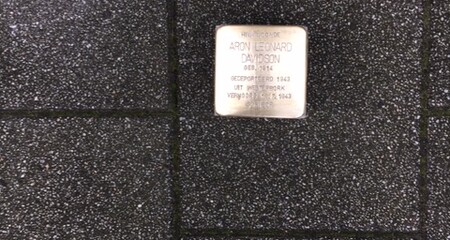 ARON LEONARD
DAVIDSON
GEB. 1914
GEDEPORTEERD 1943
UIT WESTERBORK
VERMOORD 1943